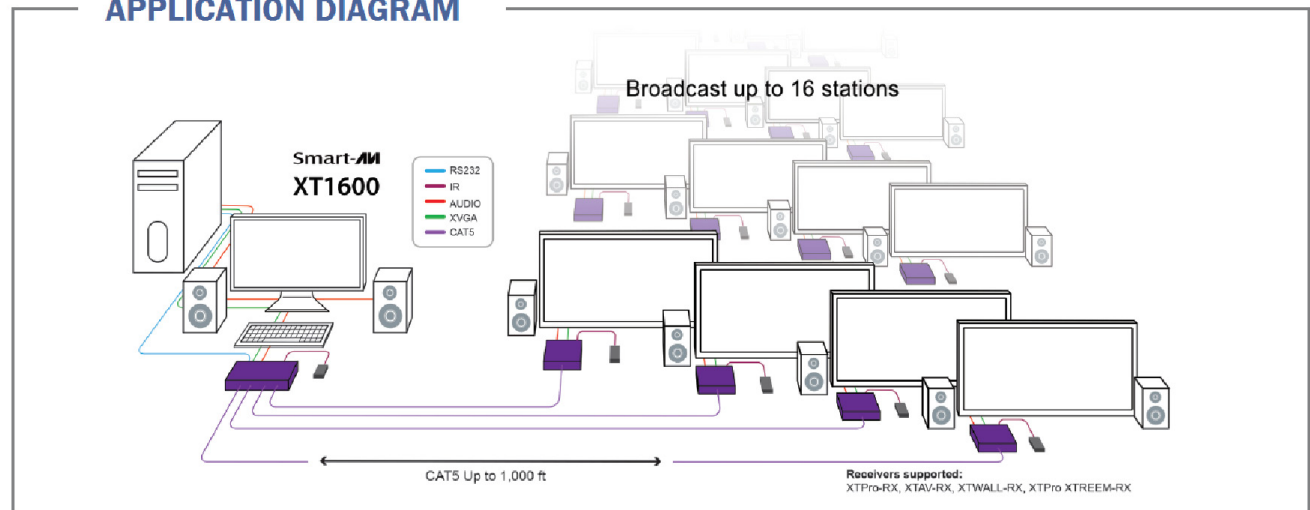 APPLICATION DIAGRAM
Broadcast up to 16 stations
Smart-AVI
XT1600
RS232
IR
AUDIO
XVGA
CAT5
CAT5 Up to 1,000 ft
Receivers supported:
XTPro-RX, XTAV-RX, XTWALL-RX, XTPro XTREEM-RX